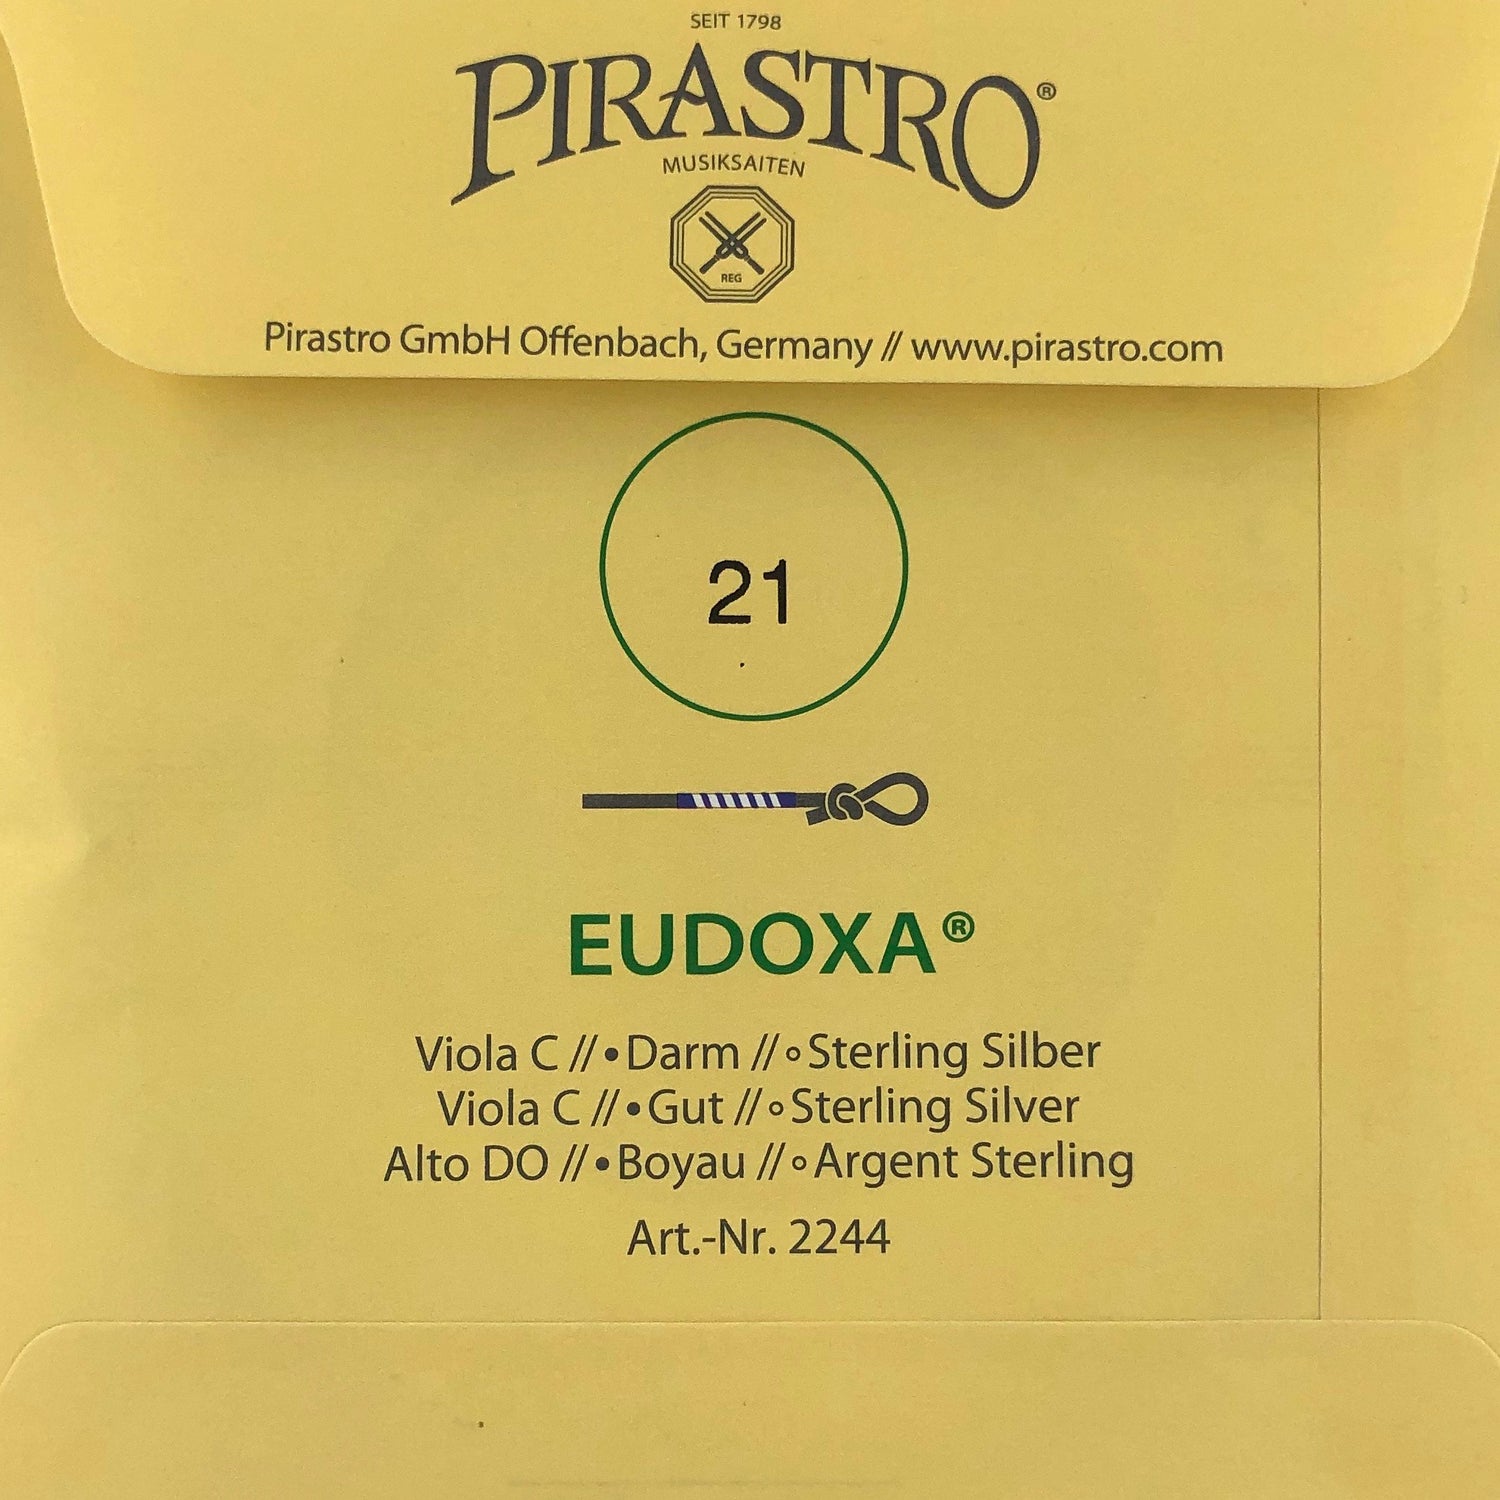 SEIT 1798
PIRASTRO®
MUSIKSAITEN
REG
Pirastro GmbH Offenbach, Germany // www.pirastro.com
21
EUDOXA®
Viola C //•Darm //∘Sterling Silber
Viola C //•Gut //∘Sterling Silver
Alto DO //•Boyau //∘Argent Sterling
Art.-Nr. 2244